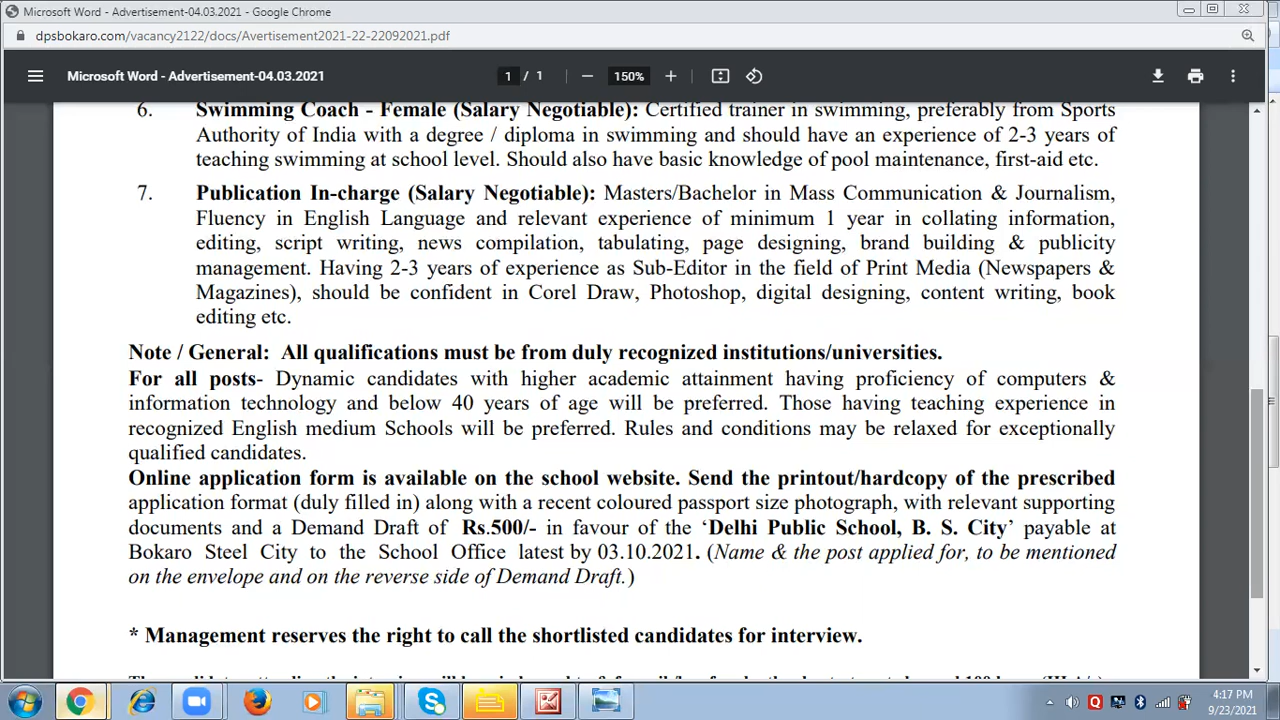 Microsoft Word - Advertisement-04.03.2021 - Google Chrome
dpsbokaro.com/vacancy2122/docs/Avertisement2021-22-22092021.pdf
Microsoft Word - Advertisement-04.03.2021 1 / 1 150%
6. Swimming Coach - Female (Salary Negotiable): Certified trainer in swimming, preferably from Sports
Authority of India with a degree / diploma in swimming and should have an experience of 2-3 years of
teaching swimming at school level. Should also have basic knowledge of pool maintenance, first-aid etc.
7. Publication In-charge (Salary Negotiable): Masters/Bachelor in Mass Communication & Journalism,
Fluency in English Language and relevant experience of minimum 1 year in collating information,
editing, script writing, news compilation, tabulating, page designing, brand building & publicity
management. Having 2-3 years of experience as Sub-Editor in the field of Print Media (Newspapers &
Magazines), should be confident in Corel Draw, Photoshop, digital designing, content writing, book
editing etc.
Note / General: All qualifications must be from duly recognized institutions/universities.
For all posts- Dynamic candidates with higher academic attainment having proficiency of computers &
information technology and below 40 years of age will be preferred. Those having teaching experience in
recognized English medium Schools will be preferred. Rules and conditions may be relaxed for exceptionally
qualified candidates.
Online application form is available on the school website. Send the printout/hardcopy of the prescribed
application format (duly filled in) along with a recent coloured passport size photograph, with relevant supporting
documents and a Demand Draft of Rs.500/- in favour of the ‘Delhi Public School, B. S. City’ payable at
Bokaro Steel City to the School Office latest by 03.10.2021. (Name & the post applied for, to be mentioned
on the envelope and on the reverse side of Demand Draft.)
* Management reserves the right to call the shortlisted candidates for interview.
4:17 PM
9/23/2021